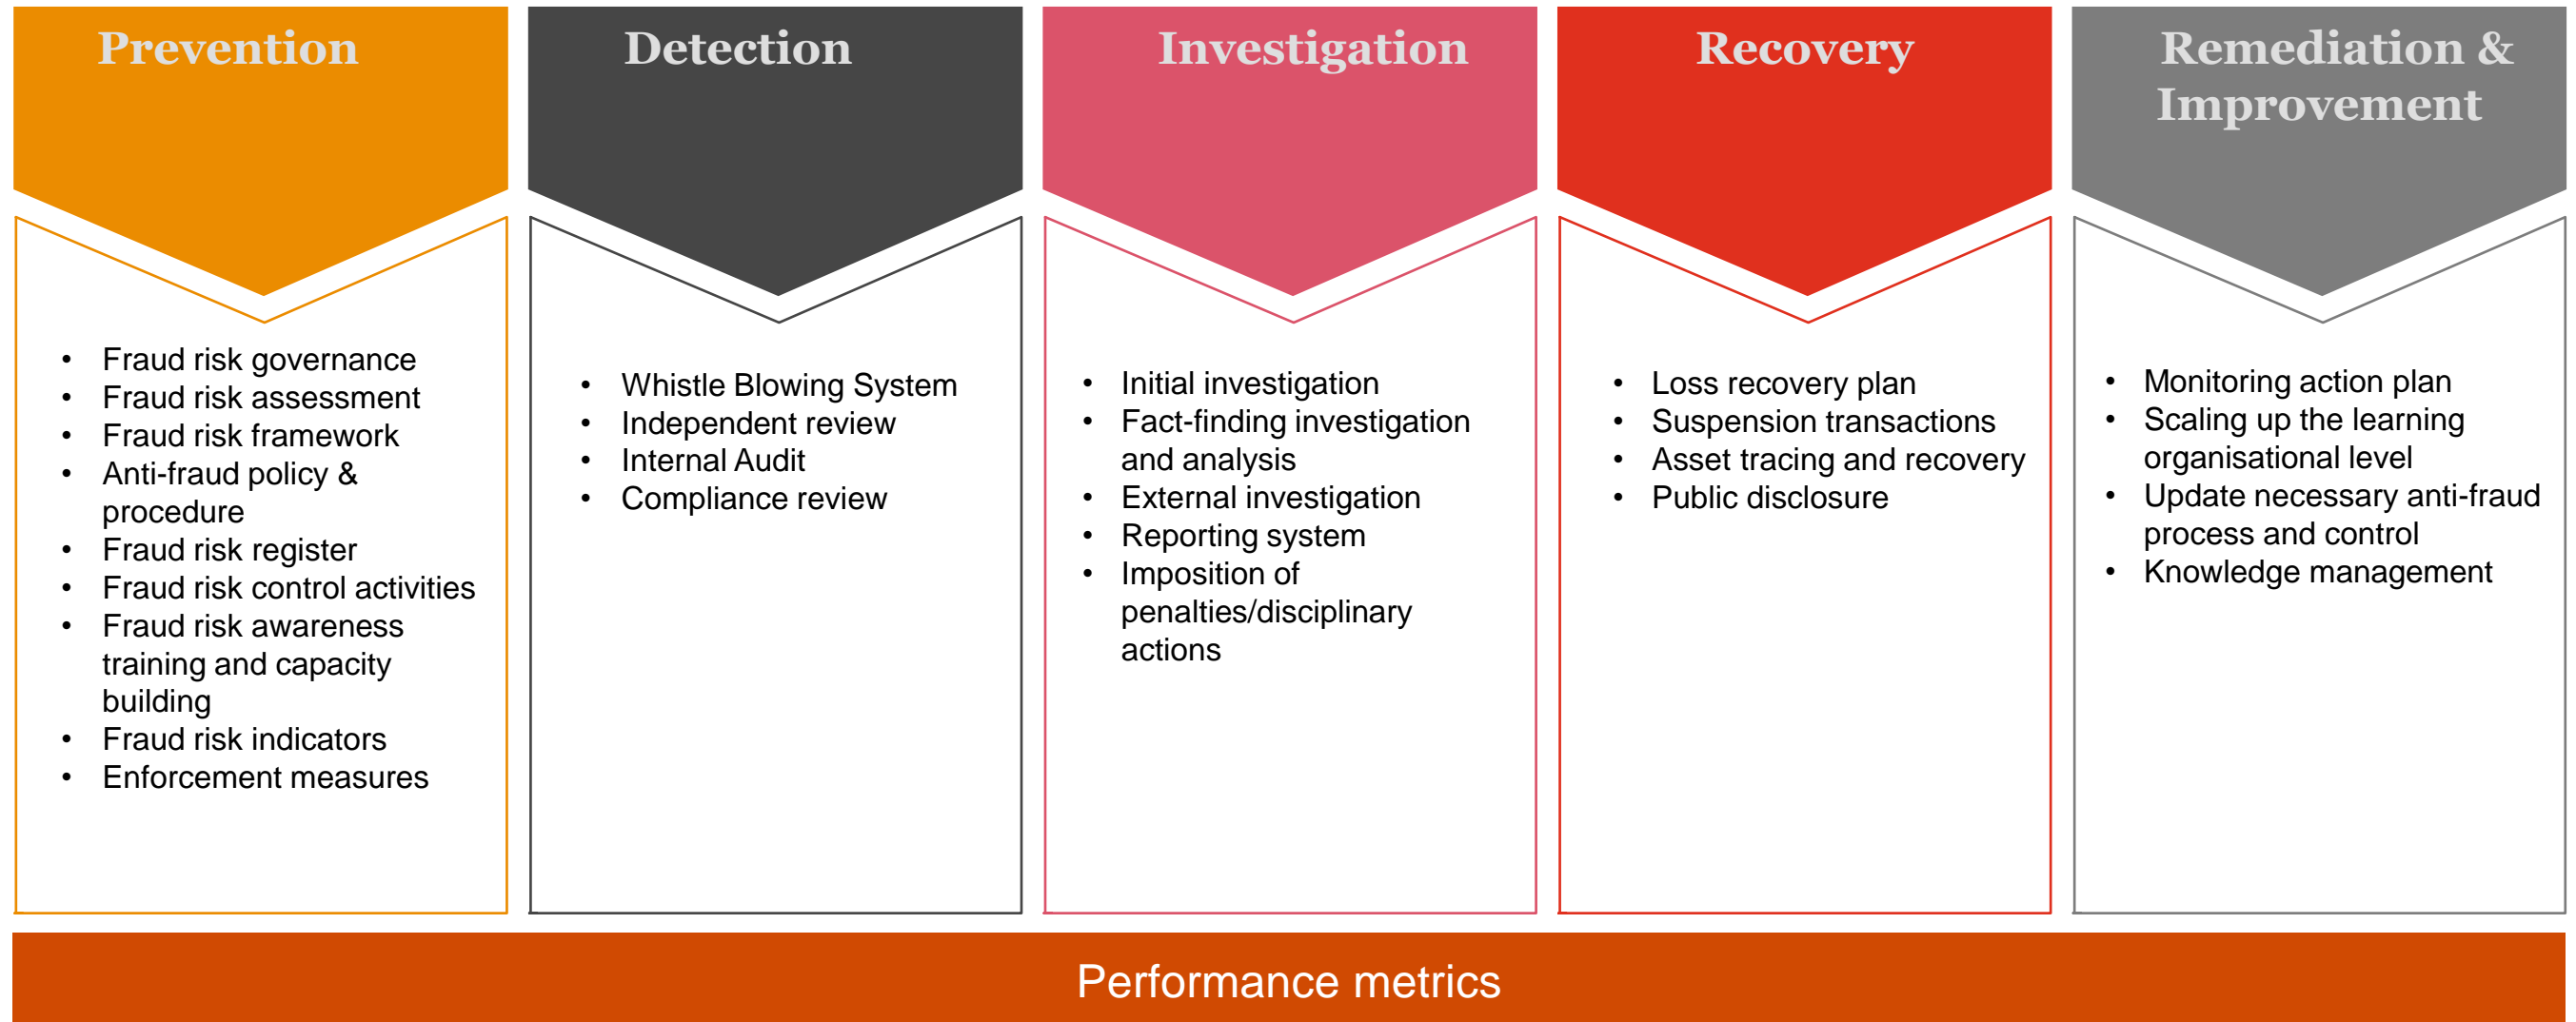 Prevention
• Fraud risk governance
• Fraud risk assessment
• Fraud risk framework
• Anti-fraud policy &
procedure
• Fraud risk register
• Fraud risk control activities
• Fraud risk awareness
training and capacity
building
• Fraud risk indicators
• Enforcement measures
Detection
• Whistle Blowing System
• Independent review
• Internal Audit
• Compliance review
Investigation
• Initial investigation
• Fact-finding investigation
and analysis
• External investigation
• Reporting system
• Imposition of
penalties/disciplinary
actions
Recovery
• Loss recovery plan
• Suspension transactions
• Asset tracing and recovery
• Public disclosure
Remediation &
Improvement
• Monitoring action plan
• Scaling up the learning
organisational level
• Update necessary anti-fraud
process and control
• Knowledge management
Performance metrics